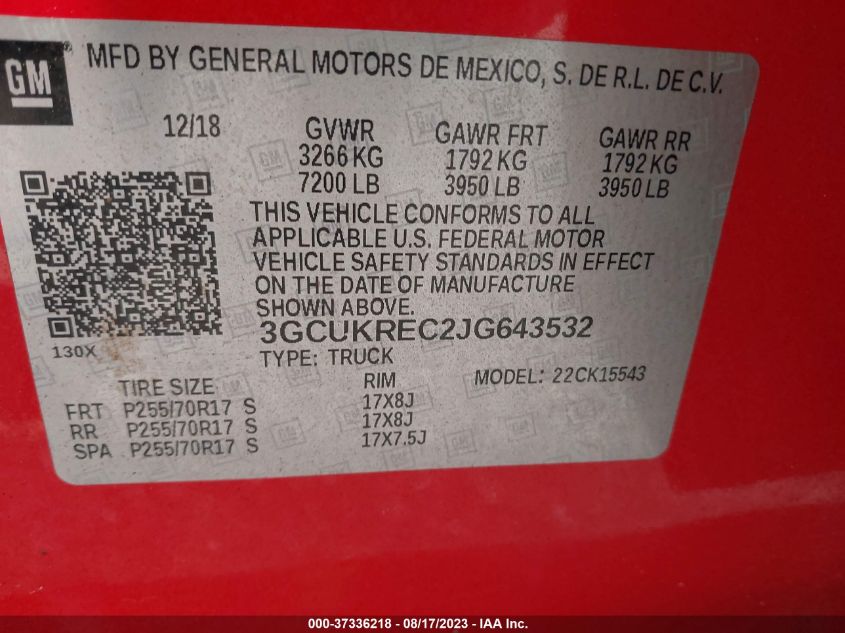 GM
MFD BY GENERAL MOTORS DE MEXICO, S. DE R.L. DE C.V.
12/18
GVWR
3266 KG
7200 LB
GAWR FRT
1792 KG
3950 LB
GAWR RR
1792 KG
3950 LB
THIS VEHICLE CONFORMS TO ALL
APPLICABLE U.S. FEDERAL MOTOR
VEHICLE SAFETY STANDARDS IN EFFECT
ON THE DATE OF MANUFACTURE
SHOWN ABOVE.
130X
3GCUKREC2JG643532
TYPE: TRUCK
MODEL: 22CK15543
TIRE SIZE RIM
FRT P255/70R17 S 17X8J
RR P255/70R17 S 17X8J
SPA P255/70R17 S 17X7.5J
000-37336218 - 08/17/2023 - IAA Inc.